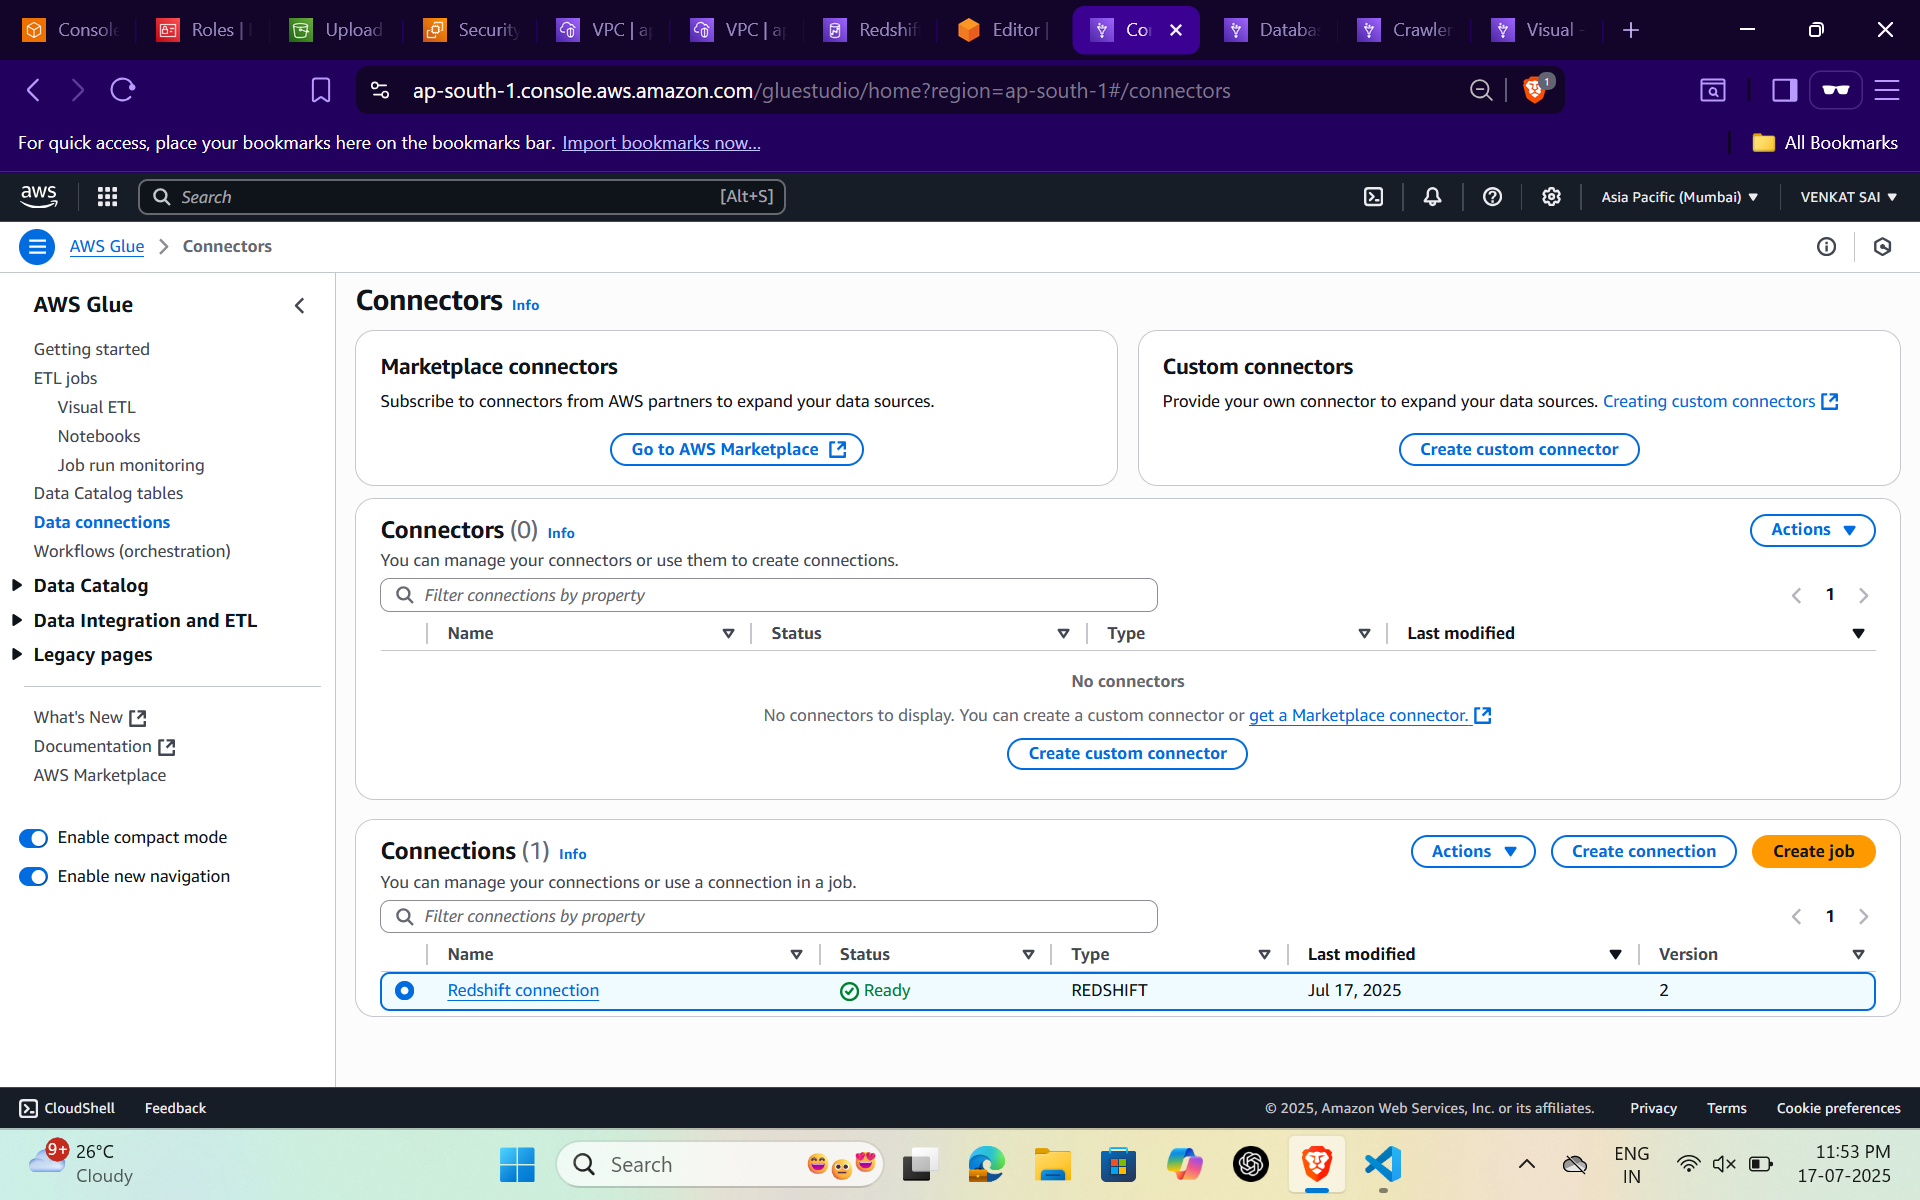 Console
Roles |
Upload
Security
VPC | ap
VPC | ap
Redshift
Editor |
Co
Databas
Crawler
Visual -
ap-south-1.console.aws.amazon.com/gluestudio/home?region=ap-south-1#/connectors
1
For quick access, place your bookmarks here on the bookmarks bar. Import bookmarks now...
All Bookmarks
aws
Search
[Alt+S]
Asia Pacific (Mumbai)
VENKAT SAI
AWS Glue
Connectors
AWS Glue
Getting started
ETL jobs
Visual ETL
Notebooks
Job run monitoring
Data Catalog tables
Data connections
Workflows (orchestration)
Data Catalog
Data Integration and ETL
Legacy pages
What's New
Documentation
AWS Marketplace
Enable compact mode
Enable new navigation
Connectors Info
Marketplace connectors
Subscribe to connectors from AWS partners to expand your data sources.
Go to AWS Marketplace
Custom connectors
Provide your own connector to expand your data sources. Creating custom connectors
Create custom connector
Connectors (0) Info
Actions
You can manage your connectors or use them to create connections.
Filter connections by property
1
Name Status Type Last modified
No connectors
No connectors to display. You can create a custom connector or get a Marketplace connector.
Create custom connector
Connections (1) Info
Actions
Create connection
Create job
You can manage your connections or use a connection in a job.
Filter connections by property
1
Name Status Type Last modified Version
Redshift connection Ready REDSHIFT Jul 17, 2025 2
CloudShell
Feedback
© 2025, Amazon Web Services, Inc. or its affiliates.
Privacy
Terms
Cookie preferences
9+
26°C
Cloudy
Search
ENG
IN
11:53 PM
17-07-2025